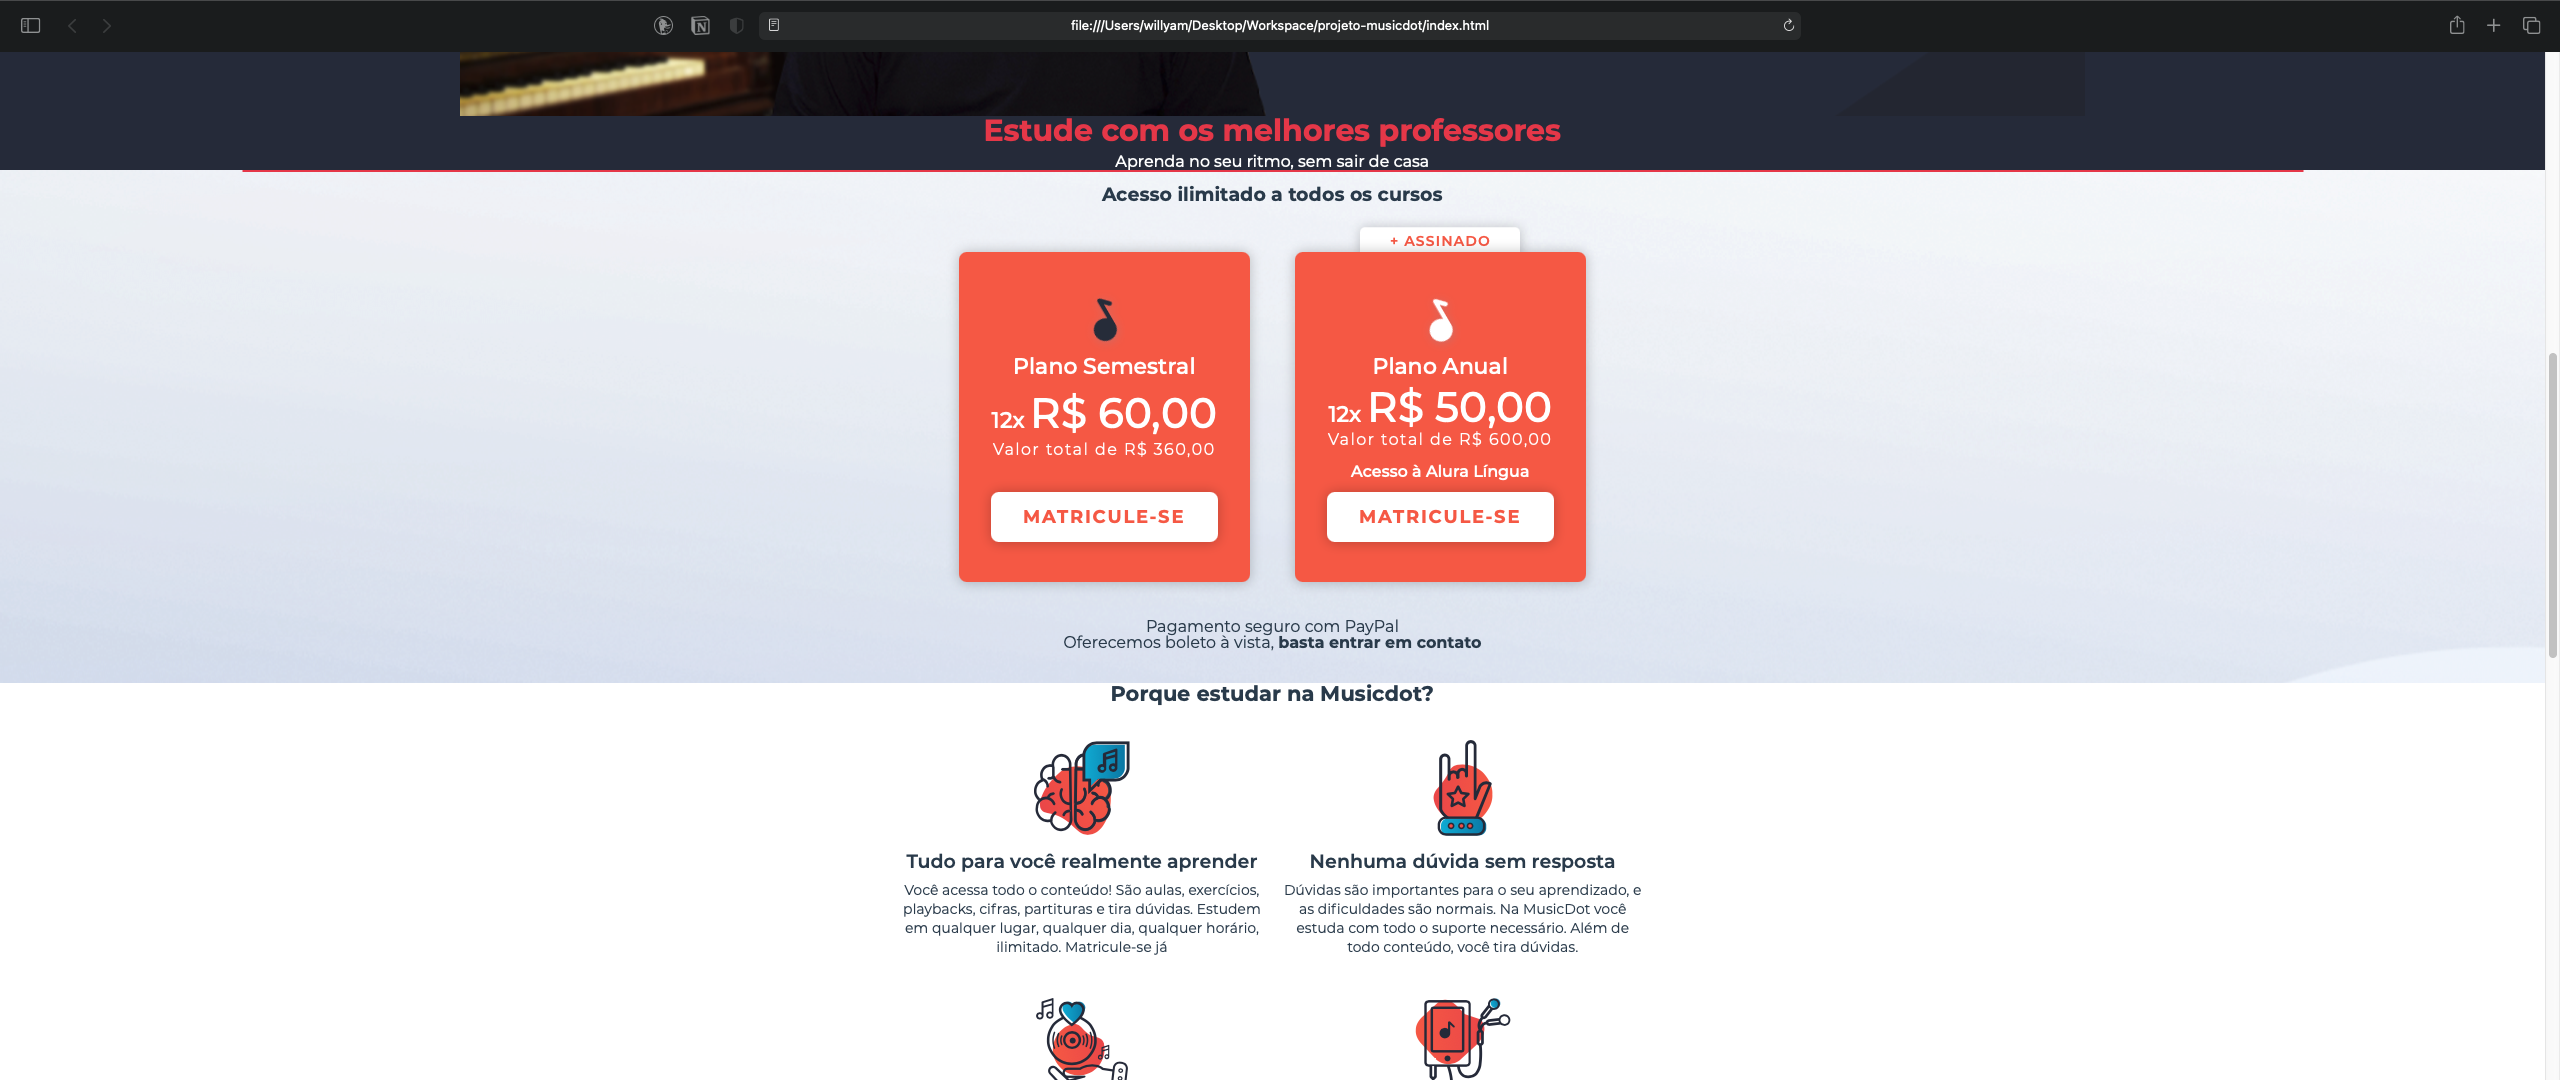 file:///Users/willyam/Desktop/Workspace/projeto-musicdot/index.html
Estude com os melhores professores
Aprenda no seu ritmo, sem sair de casa
Acesso ilimitado a todos os cursos
Plano Semestral
12x R$ 60,00
Valor total de R$ 360,00
MATRICULE-SE
+ ASSINADO
Plano Anual
12x R$ 50,00
Valor total de R$ 600,00
Acesso à Alura Língua
MATRICULE-SE
Pagamento seguro com PayPal
Oferecemos boleto à vista, basta entrar em contato
Porque estudar na Musicdot?
Tudo para você realmente aprender
Você acessa todo o conteúdo! São aulas, exercícios,
playbacks, cifras, partituras e tira dúvidas. Estudem
em qualquer lugar, qualquer dia, qualquer horário,
ilimitado. Matricule-se já
Nenhuma dúvida sem resposta
Dúvidas são importantes para o seu aprendizado, e
as dificuldades são normais. Na MusicDot você
estuda com todo o suporte necessário. Além de
todo conteúdo, você tira dúvidas.